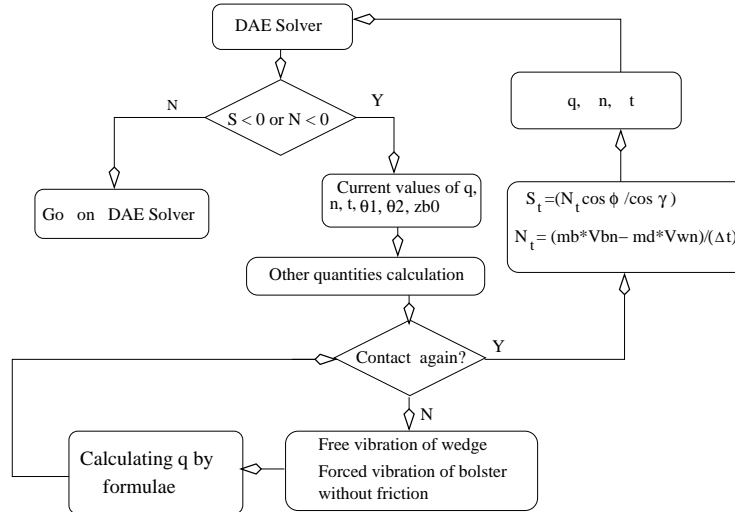 DAE Solver
N
S < 0 or N < 0
Y
q, n, t
Go on DAE Solver
Current values of q,
n, t, θ1, θ2, zb0
S_t=(N_t cos ϕ /cos γ )
N_t= (mb*Vbn− md*Vwn)/(Δt)
Other quantities calculation
Contact again?
Y
N
Calculating q by
formulae
Free vibration of wedge
Forced vibration of bolster
without friction